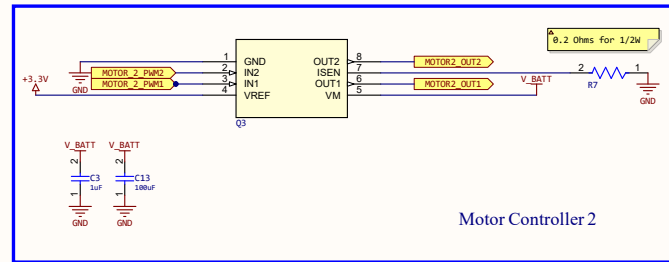 0.2 Ohms for 1/2W
1 GND OUT2 8 MOTOR2_OUT2
MOTOR_2_PWM2 2 IN2 ISEN 7
MOTOR_2_PWM1 3 IN1 OUT1 6 MOTOR2_OUT1
+3.3V 4 VREF VM 5 V_BATT
GND
2 1
R7
GND
Q3
V_BATT V_BATT
2 2
C3 C13
1uF 100uF
1 1
GND GND
Motor Controller 2